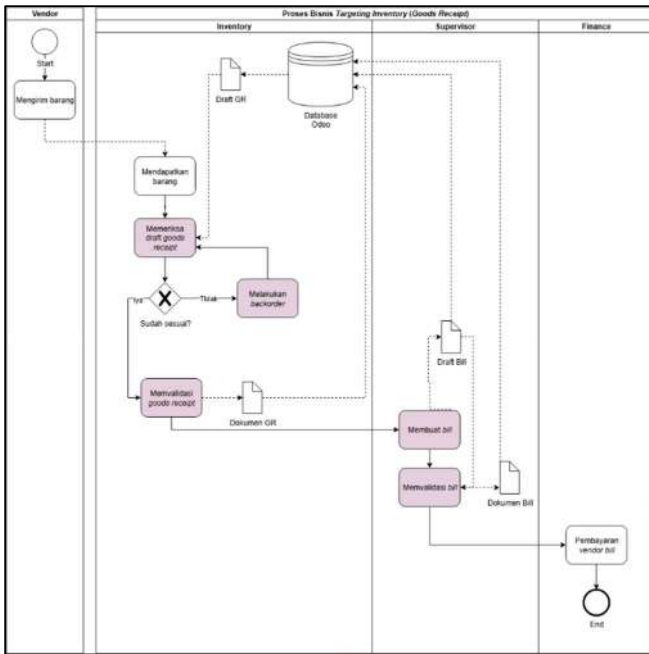 Vendor
Proses Bisnis Targeting Inventory (Goods Receipt)
Inventory
Supervisor
Finance
Start
Mengirim barang
Draft GR
Database
Odoo
Mendapatkan
barang
Memeriksa
draft goods
receipt
Iya
Tidak
Melakukan
backorder
Sudah sesuai?
Memvalidasi
goods receipt
Dokumen GR
Draft Bill
Membuat bill
Memvalidasi bill
Dokumen Bill
Pembayaran
vendor bill
End